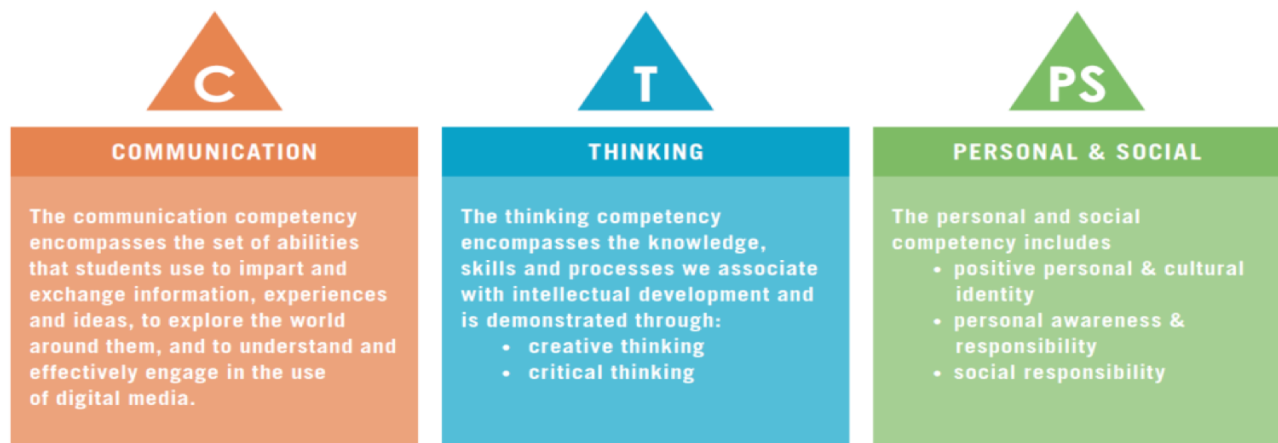 C
COMMUNICATION
The communication competency
encompasses the set of abilities
that students use to impart and
exchange information, experiences
and ideas, to explore the world
around them, and to understand and
effectively engage in the use
of digital media.
T
THINKING
The thinking competency
encompasses the knowledge,
skills and processes we associate
with intellectual development and
is demonstrated through:
• creative thinking
• critical thinking
PS
PERSONAL & SOCIAL
The personal and social
competency includes
• positive personal & cultural
identity
• personal awareness &
responsibility
• social responsibility